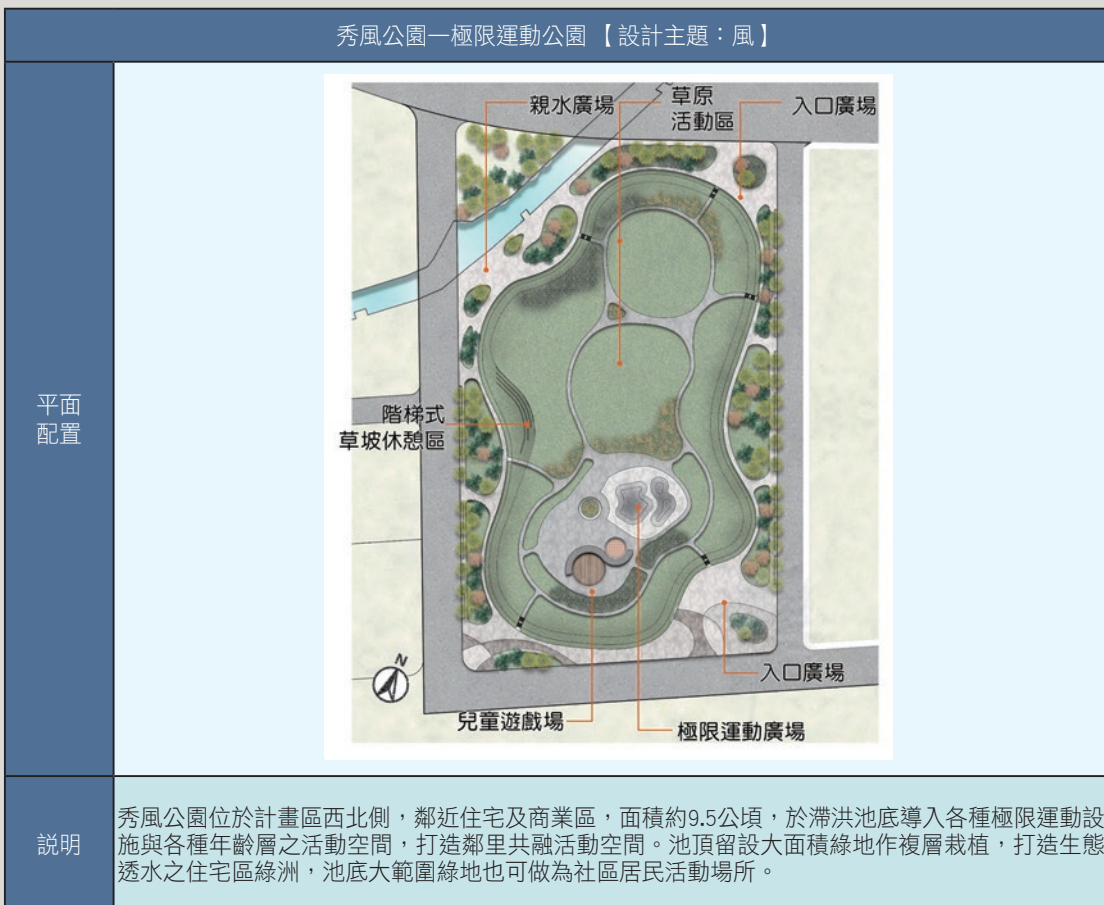 秀風公園—極限運動公園 【設計主題：風】
親水廣場
草原
活動區
入口廣場
平面
配置
階梯式
草坡休憩區
N
入口廣場
兒童遊戲場
極限運動廣場
説明
秀風公園位於計畫區西北側，鄰近住宅及商業區，面積約9.5公頃，於滯洪池底導入各種極限運動設
施與各種年齡層之活動空間，打造鄰里共融活動空間。池頂留設大面積綠地作複層栽植，打造生態
透水之住宅區綠洲，池底大範圍綠地也可做為社區居民活動場所。